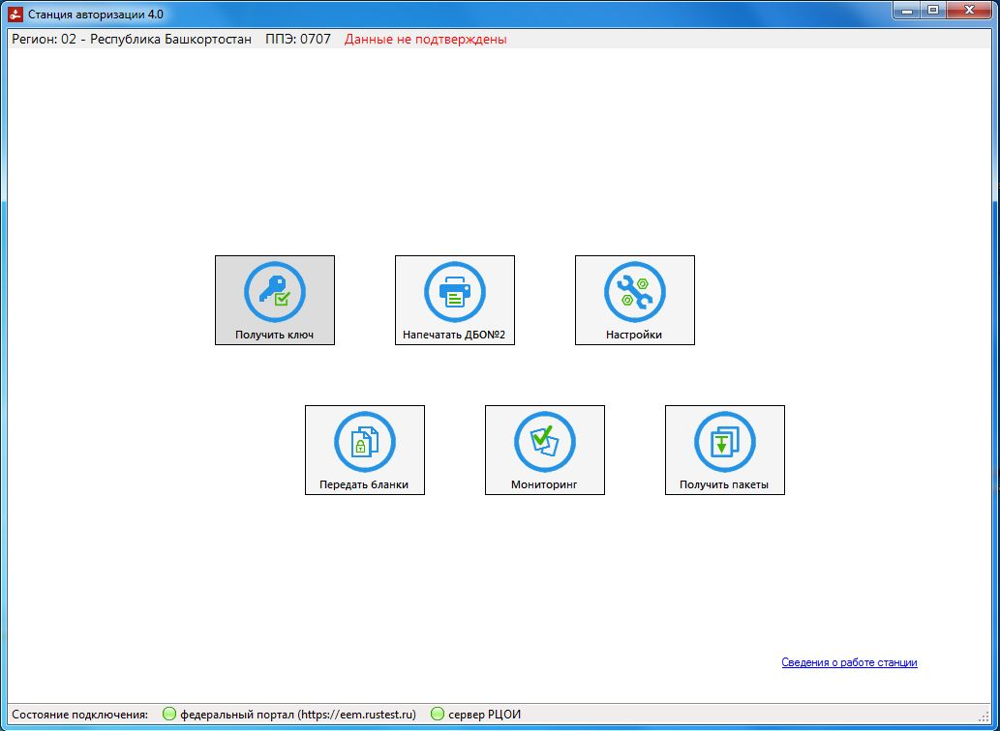 Станция авторизации 4.0
Регион: 02 - Республика Башкортостан ППЭ: 0707 Данные не подтверждены
Получить ключ Напечатать ДБО№2 Настройки
Передать бланки Мониторинг Получить пакеты
Сведения о работе станции
Состояние подключения: федеральный портал (https://eem.rustest.ru) сервер РЦОИ